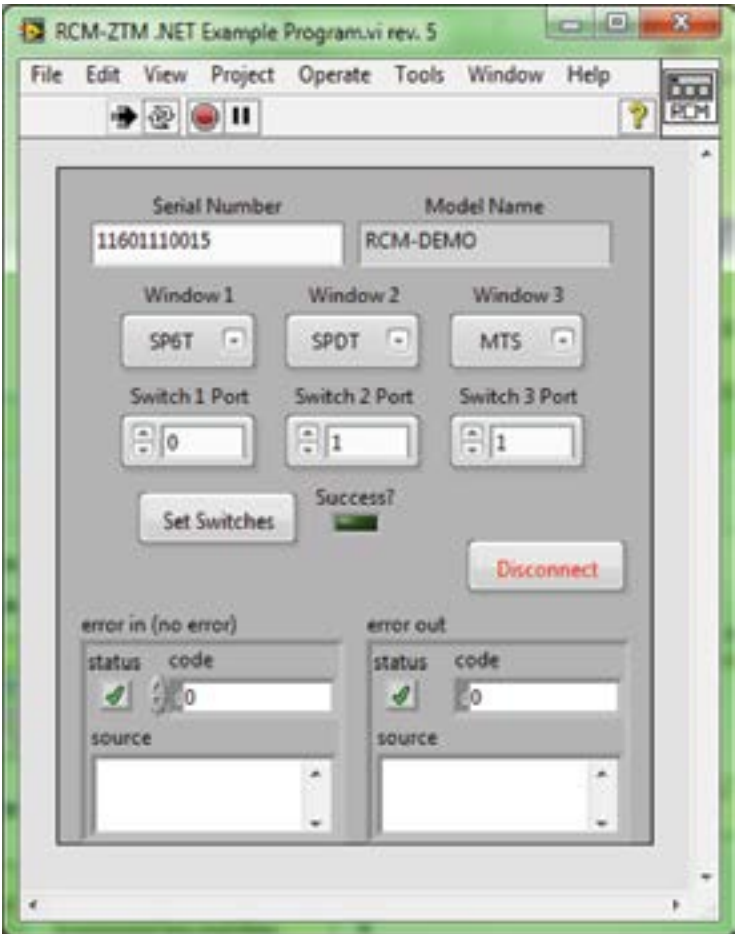 RCM-ZTM .NET Example Program.vi rev. 5
File Edit View Project Operate Tools Window Help
RCM
Serial Number Model Name
11601110015 RCM-DEMO
Window 1 Window 2 Window 3
SP6T SPDT MTS
Switch 1 Port Switch 2 Port Switch 3 Port
0 1 1
Set Switches Success?
Disconnect
error in (no error) error out
status code status code
0 0
source source